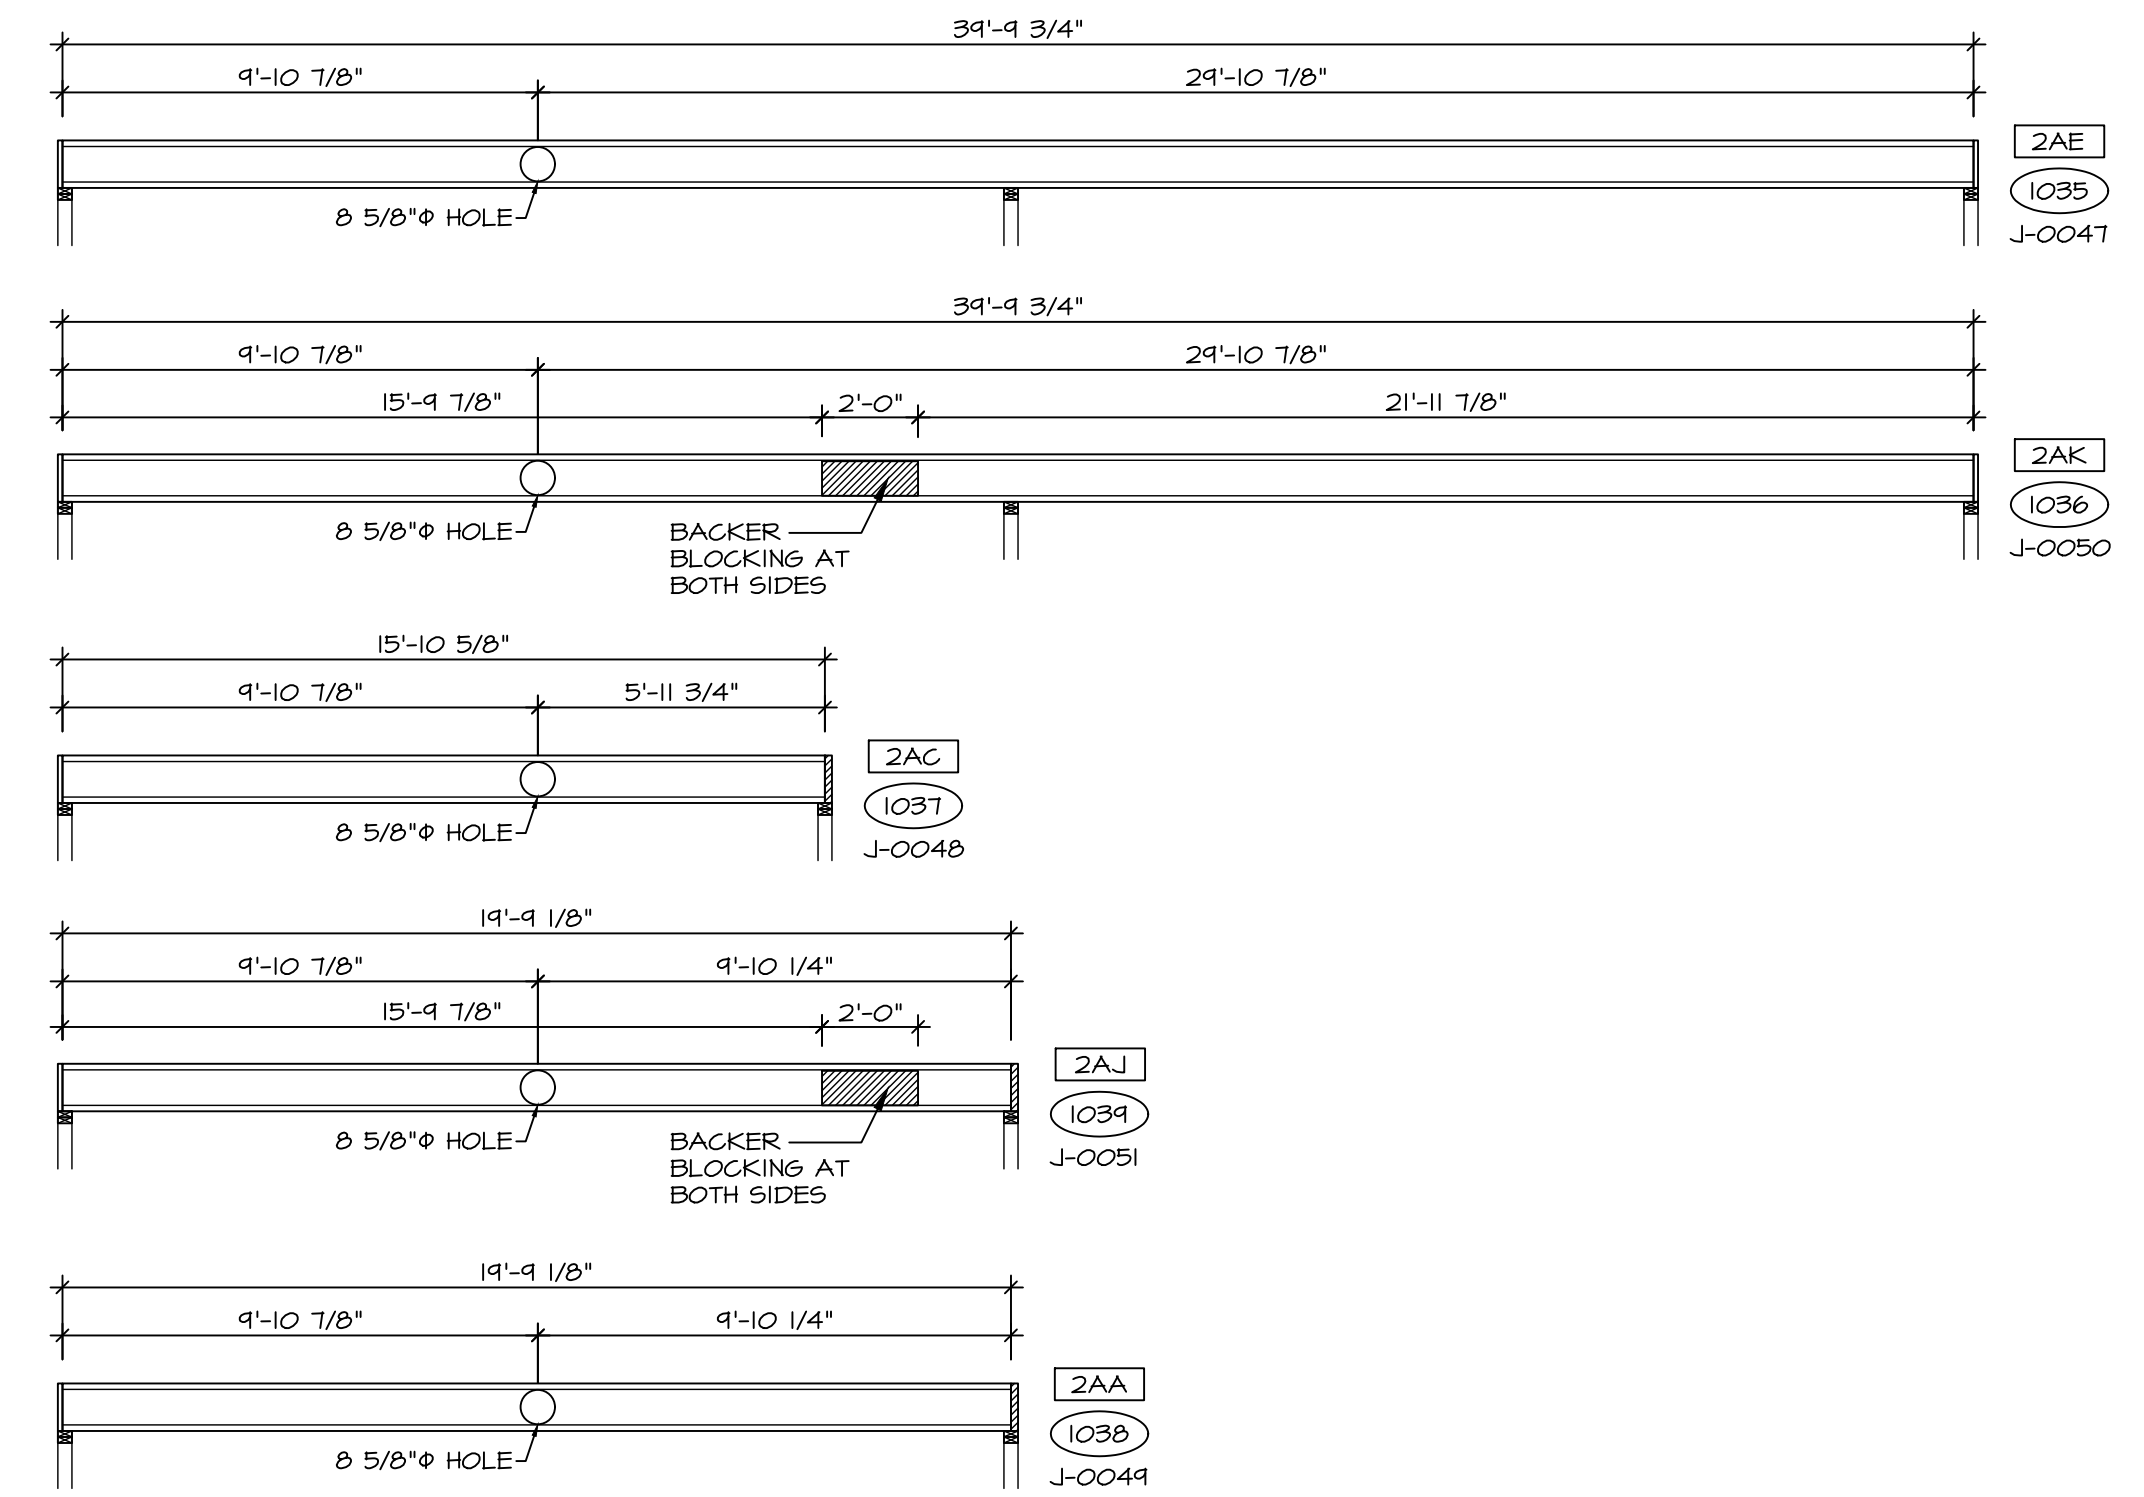 39'-9 3/4"
9'-10 7/8" 29'-10 7/8"
2AE
1035
8 5/8"Φ HOLE
J-0047
39'-9 3/4"
9'-10 7/8" 29'-10 7/8"
15'-9 7/8" 2'-0" 21'-11 7/8"
2AK
1036
8 5/8"Φ HOLE
BACKER
BLOCKING AT
BOTH SIDES
J-0050
15'-10 5/8"
9'-10 7/8" 5'-11 3/4"
2AC
1037
8 5/8"Φ HOLE
J-0048
19'-9 1/8"
9'-10 7/8" 9'-10 1/4"
15'-9 7/8" 2'-0"
2AJ
1039
8 5/8"Φ HOLE
BACKER
BLOCKING AT
BOTH SIDES
J-0051
19'-9 1/8"
9'-10 7/8" 9'-10 1/4"
2AA
1038
8 5/8"Φ HOLE
J-0049